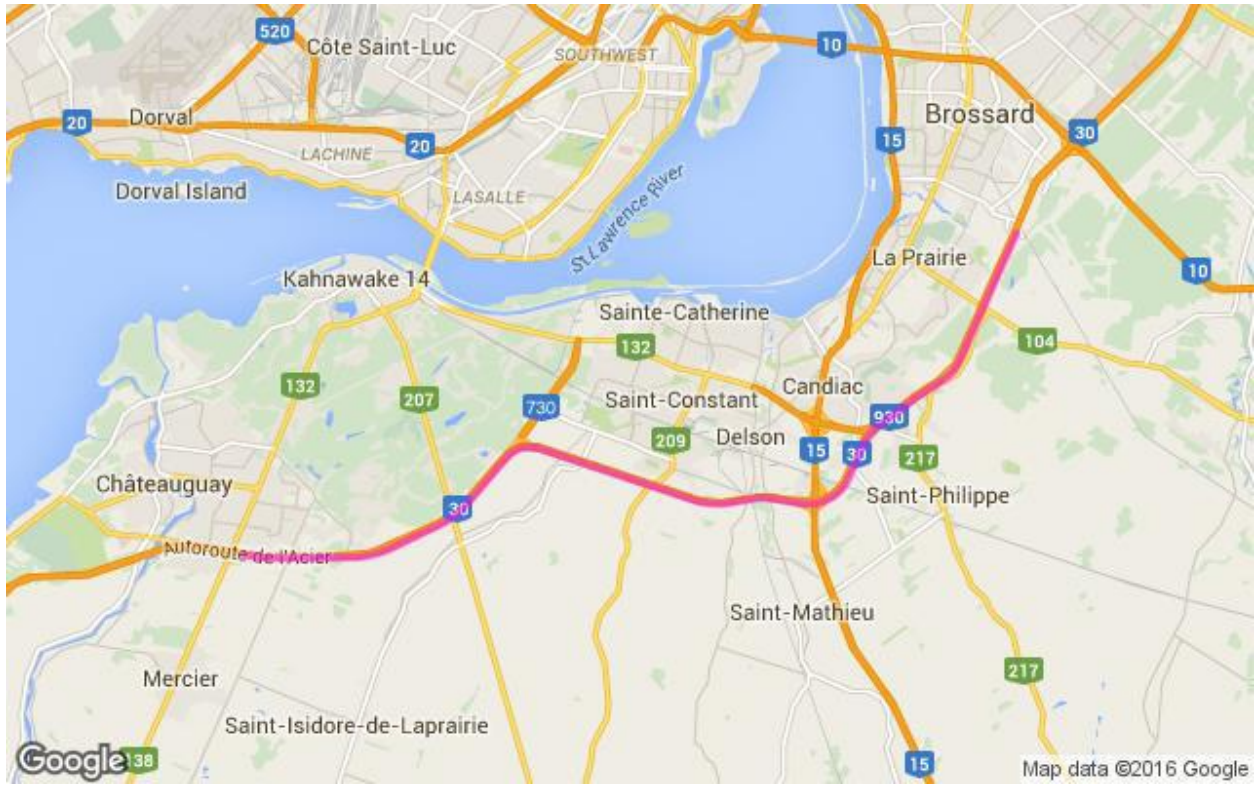 520
Côte Saint-Luc
SOUTHWEST
10
20
Dorval
LACHINE
20
15
Brossard
30
Dorval Island
LASALLE
St Lawrence River
Kahnawake 14
La Prairie
10
Sainte-Catherine
132
104
132
207
730
Saint-Constant
Candiac
930
209
Delson
15
30
217
Châteauguay
Saint-Philippe
30
Autoroute de l'Acier
Saint-Mathieu
217
Mercier
Saint-Isidore-de-Laprairie
Google
138
15
Map data ©2016 Google